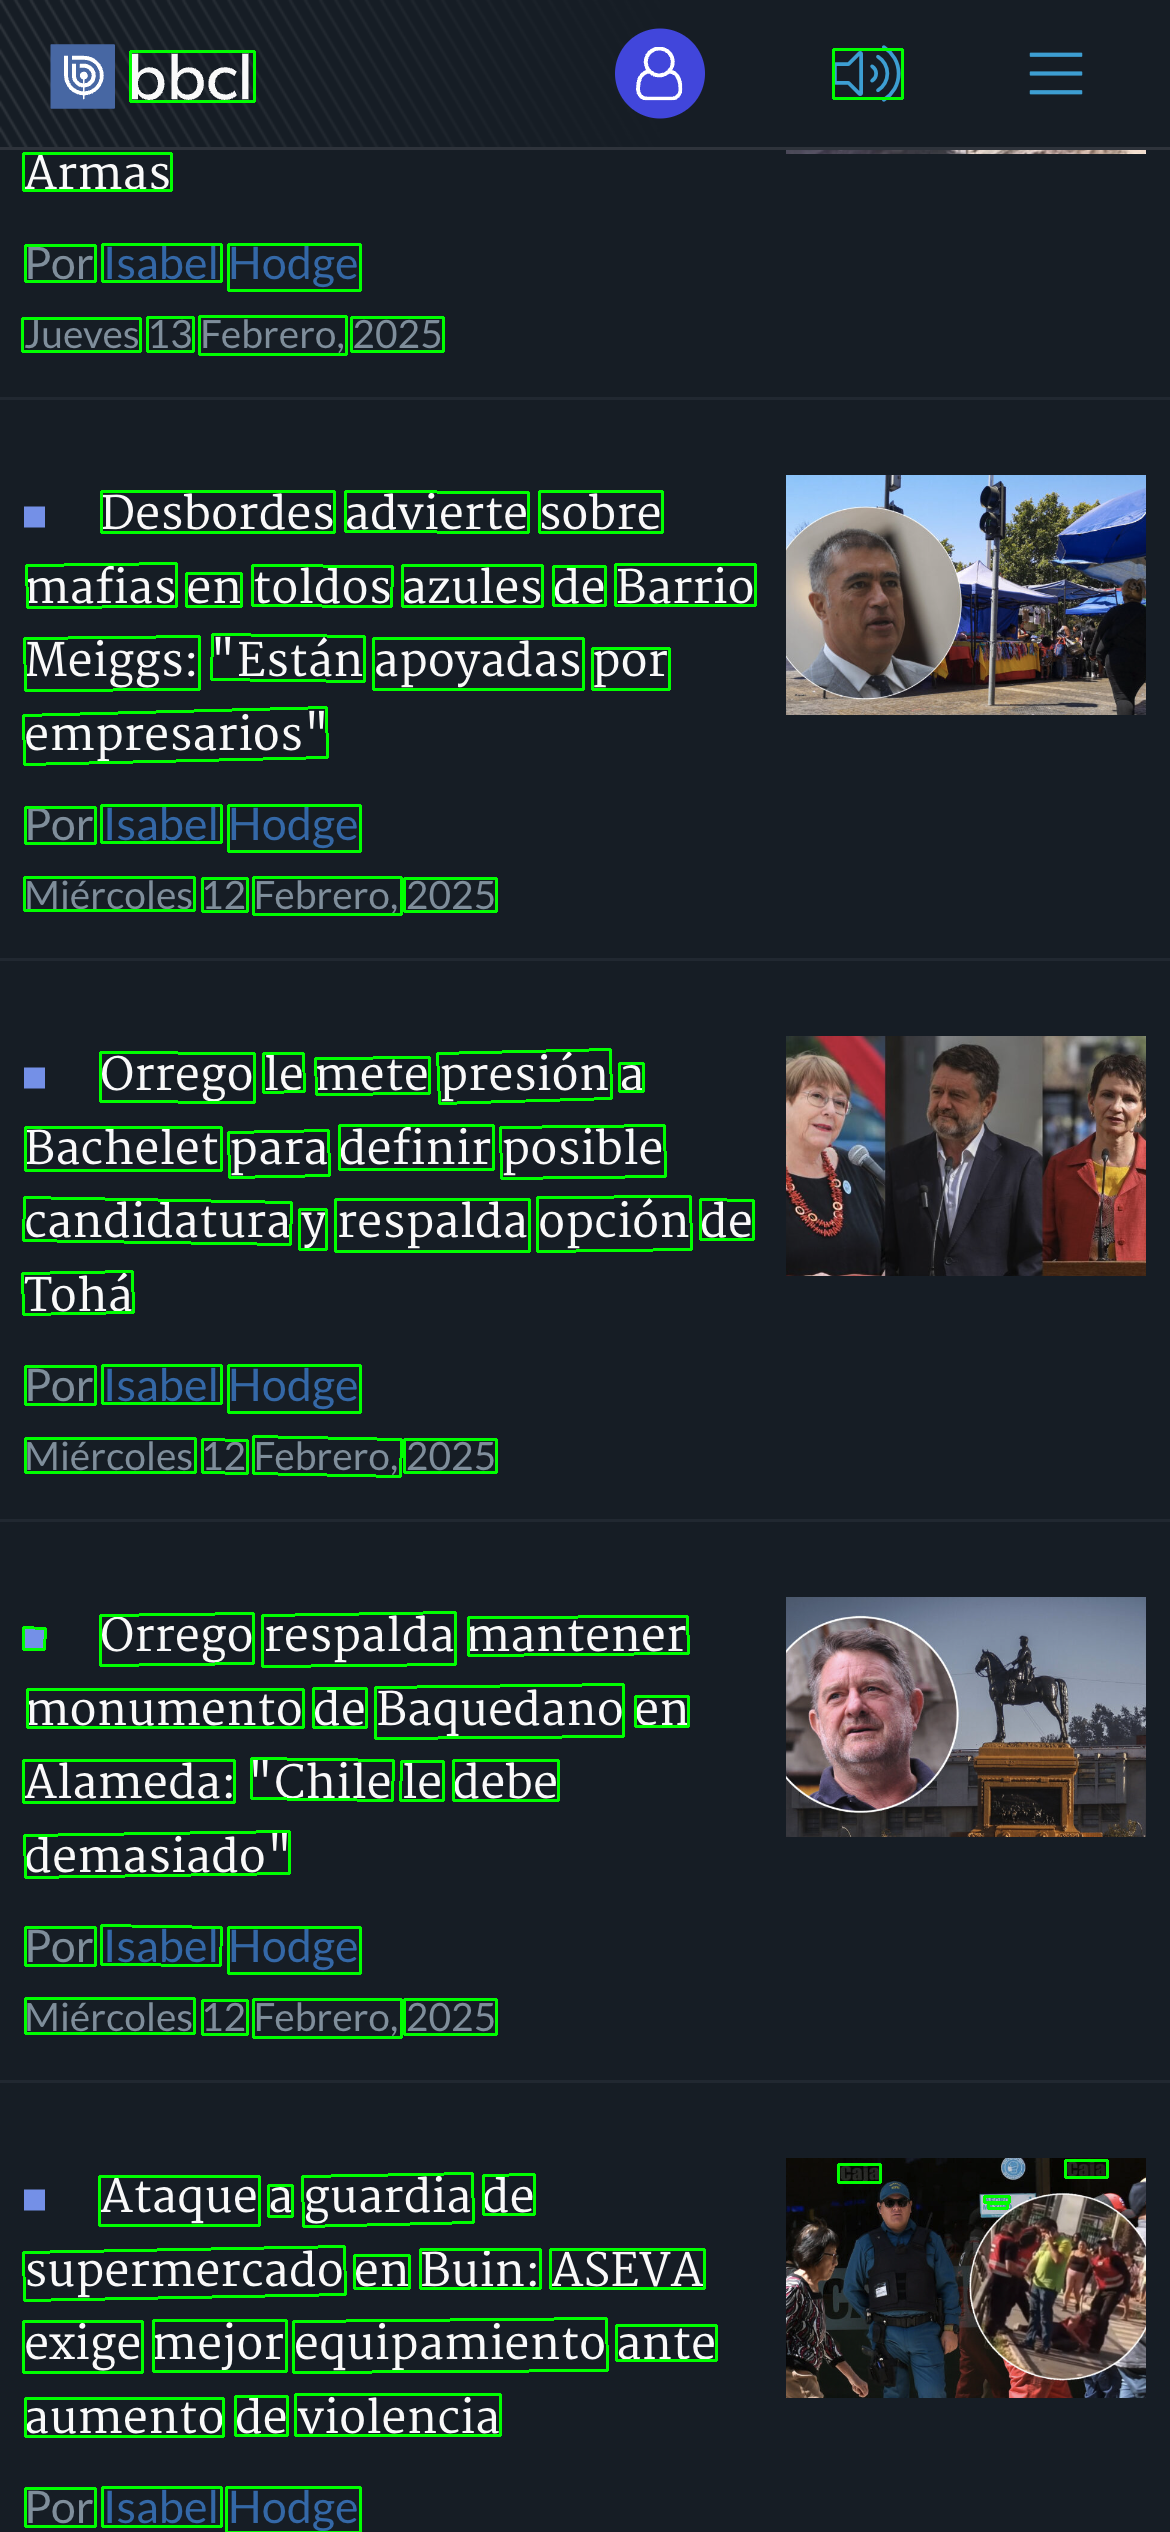 bbcl
Armas
Por Isabel Hodge
Jueves 13 Febrero, 2025
Desbordes advierte sobre
mafias en toldos azules de Barrio
Meiggs: "Están apoyadas por
empresarios"
Por Isabel Hodge
Miércoles 12 Febrero, 2025
Orrego le mete presión a
Bachelet para definir posible
candidatura y respalda opción de
Tohá
Por Isabel Hodge
Miércoles 12 Febrero, 2025
Orrego respalda mantener
monumento de Baquedano en
Alameda: "Chile le debe
demasiado"
Por Isabel Hodge
Miércoles 12 Febrero, 2025
Caja
Caja
Ataque a guardia de
supermercado en Buin: ASEVA
exige mejor equipamiento ante
aumento de violencia
Por Isabel Hodge